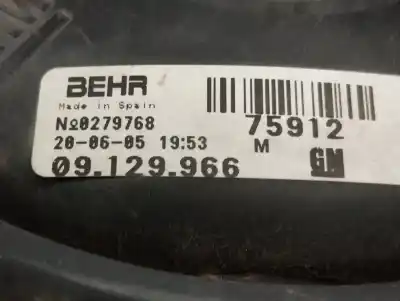 BEHR
Made in Spain
№0279768 75912
20-06-05 19:53 M
09.129.966 GM